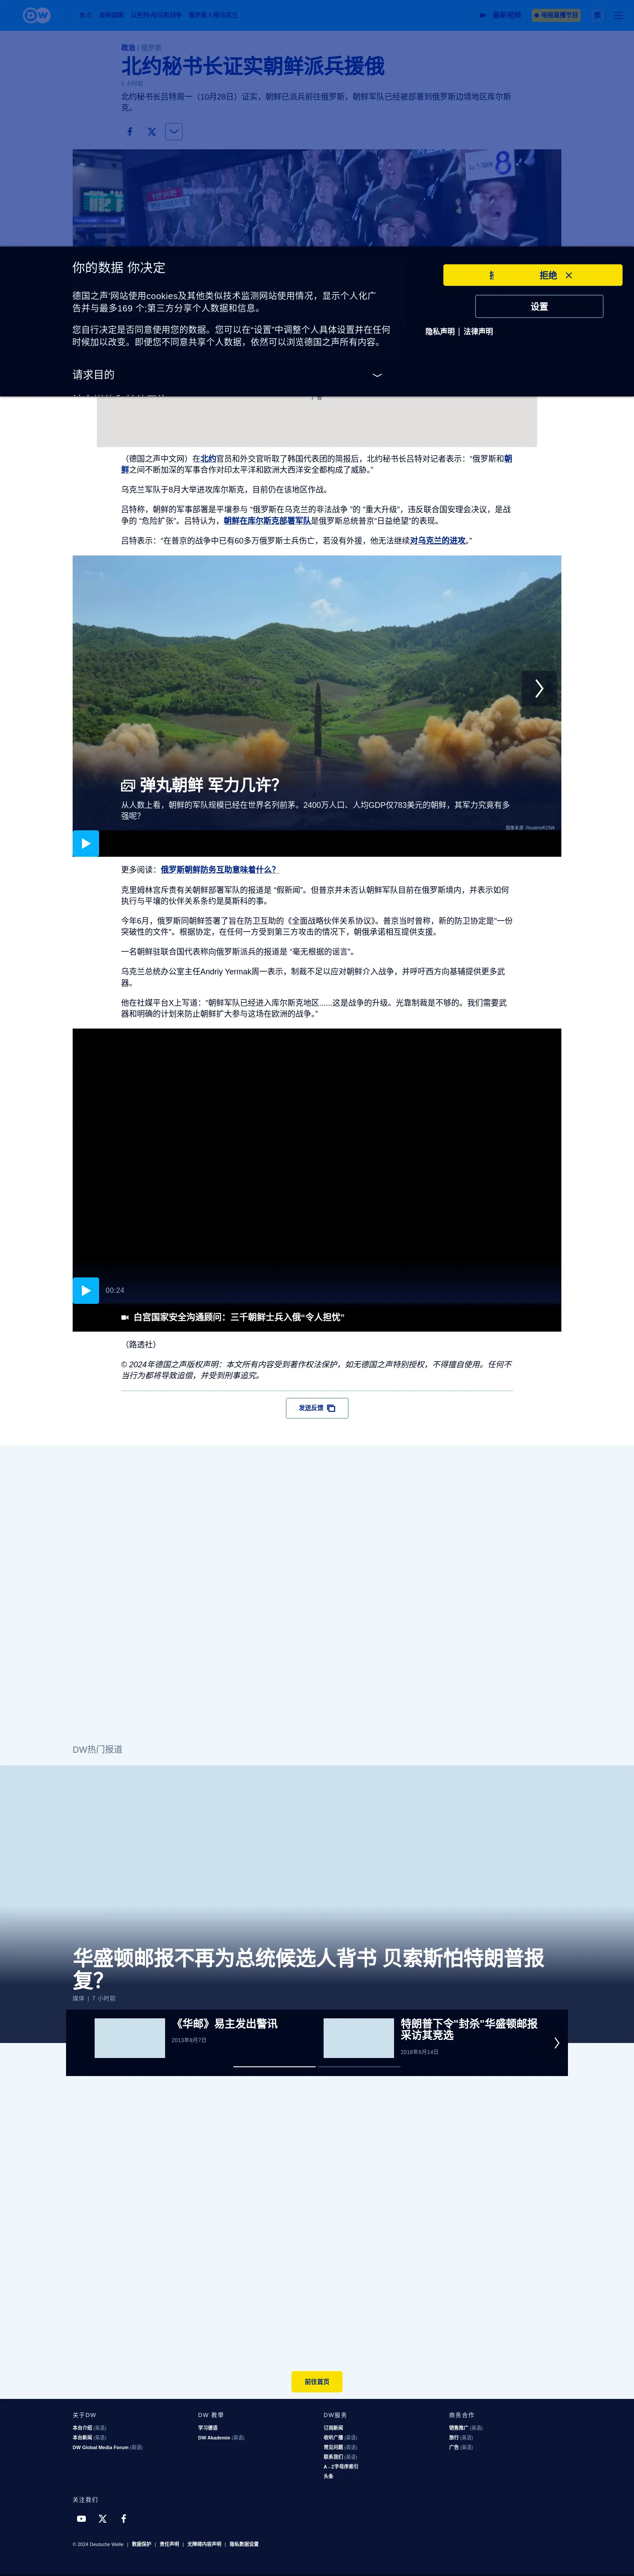 DW
焦点 谁帮国家 以色列-哈马斯战争 俄罗斯入侵乌克兰 最新视频 电视直播节目 繁
政治 | 俄罗斯
北约秘书长证实朝鲜派兵援俄
5 小时前
北约秘书长吕特周一（10月28日）证实，朝鲜已派兵前往俄罗斯，朝鲜军队已经被部署到俄罗斯边境地区库尔斯
克。
8
你的数据 你决定
拒绝
德国之声'网站使用cookies及其他类似技术监测网站使用情况，显示个人化广
告并与最多169 个;第三方分享个人数据和信息。
设置
您自行决定是否同意使用您的数据。您可以在“设置”中调整个人具体设置并在任何
时候加以改变。即便您不同意共享个人数据，依然可以浏览德国之声所有内容。
隐私声明 | 法律声明
请求目的
（德国之声中文网）在北约官员和外交官听取了韩国代表团的简报后，北约秘书长吕特对记者表示：“俄罗斯和朝
鲜之间不断加深的军事合作对印太平洋和欧洲大西洋安全都构成了威胁。”
乌克兰军队于8月大举进攻库尔斯克，目前仍在该地区作战。
吕特称，朝鲜的军事部署是平壤参与 “俄罗斯在乌克兰的非法战争 ”的 “重大升级”，违反联合国安理会决议，是战
争的 “危险扩张”。吕特认为，朝鲜在库尔斯克部署军队是俄罗斯总统普京“日益绝望”的表现。
吕特表示：“在普京的战争中已有60多万俄罗斯士兵伤亡，若没有外援，他无法继续对乌克兰的进攻。”
弹丸朝鲜 军力几许?
从人数上看，朝鲜的军队规模已经在世界名列前茅。2400万人口、人均GDP仅783美元的朝鲜，其军力究竟有多
强呢?
图像来源: Reuters/KCNA
更多阅读：俄罗斯朝鲜防务互助意味着什么?
克里姆林宫斥责有关朝鲜部署军队的报道是 “假新闻”。但普京并未否认朝鲜军队目前在俄罗斯境内，并表示如何
执行与平壤的伙伴关系条约是莫斯科的事。
今年6月，俄罗斯同朝鲜签署了旨在防卫互助的《全面战略伙伴关系协议》。普京当时曾称，新的防卫协定是"一份
突破性的文件"。根据协定，在任何一方受到第三方攻击的情况下，朝俄承诺相互提供支援。
一名朝鲜驻联合国代表称向俄罗斯派兵的报道是 “毫无根据的谣言”。
乌克兰总统办公室主任Andriy Yermak周一表示，制裁不足以应对朝鲜介入战争，并呼吁西方向基辅提供更多武
器。
他在社媒平台X上写道：“朝鲜军队已经进入库尔斯克地区......这是战争的升级。光靠制裁是不够的。我们需要武
器和明确的计划来防止朝鲜扩大参与这场在欧洲的战争。”
00:24
白宫国家安全沟通顾问：三千朝鲜士兵入俄“令人担忧”
（路透社）
© 2024年德国之声版权声明：本文所有内容受到著作权法保护，如无德国之声特别授权，不得擅自使用。任何不
当行为都将导致追偿，并受到刑事追究。
发送反馈
DW热门报道
华盛顿邮报不再为总统候选人背书 贝索斯怕特朗普报
复?
媒体 | 7 小时前
《华邮》易主发出警讯
2013年8月7日
特朗普下令"封杀"华盛顿邮报
采访其竞选
2016年6月14日
前往首页
关于DW
本台介绍 (英语)
本台新闻 (英语)
DW Global Media Forum (英语)
DW 教学
学习德语
DW Akademie (英语)
DW服务
订阅新闻
收听广播 (英语)
常见问题 (英语)
联系我们 (英语)
A - Z字母序索引
头条
商务合作
销售推广 (英语)
旅行 (英语)
广告 (英语)
关注我们
© 2024 Deutsche Welle | 数据保护 | 责任声明 | 无障碍内容声明 | 隐私数据设置